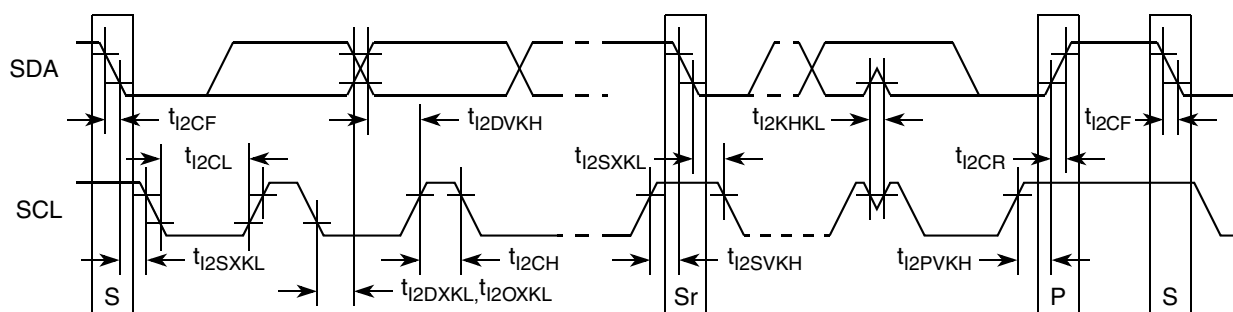 SDA
tI2CF
tI2DVKH
tI2KHKL
tI2CF
tI2CL
tI2SXKL
tI2CR
SCL
tI2SXKL
tI2CH
tI2SVKH
tI2PVKH
tI2DXKL,tI2OXKL
S
Sr
P
S